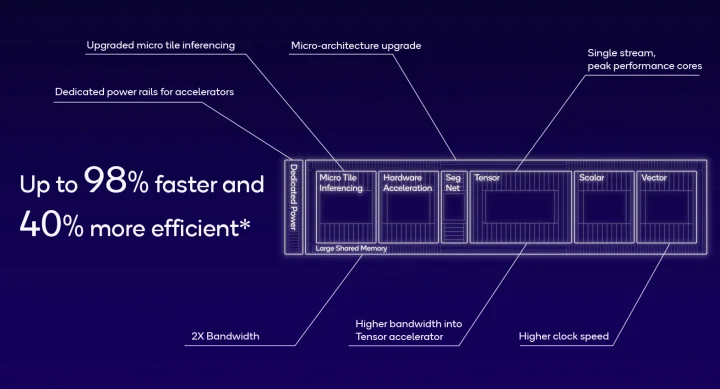 Upgraded micro tile inferencing
Micro-architecture upgrade
Single stream,
peak performance cores
Dedicated power rails for accelerators
Up to 98% faster and
40% more efficient*
Dedicated Power
Micro Tile
Inferencing
Hardware
Acceleration
Seg
Net
Tensor
Scalar
Vector
Large Shared Memory
2X Bandwidth
Higher bandwidth into
Tensor accelerator
Higher clock speed